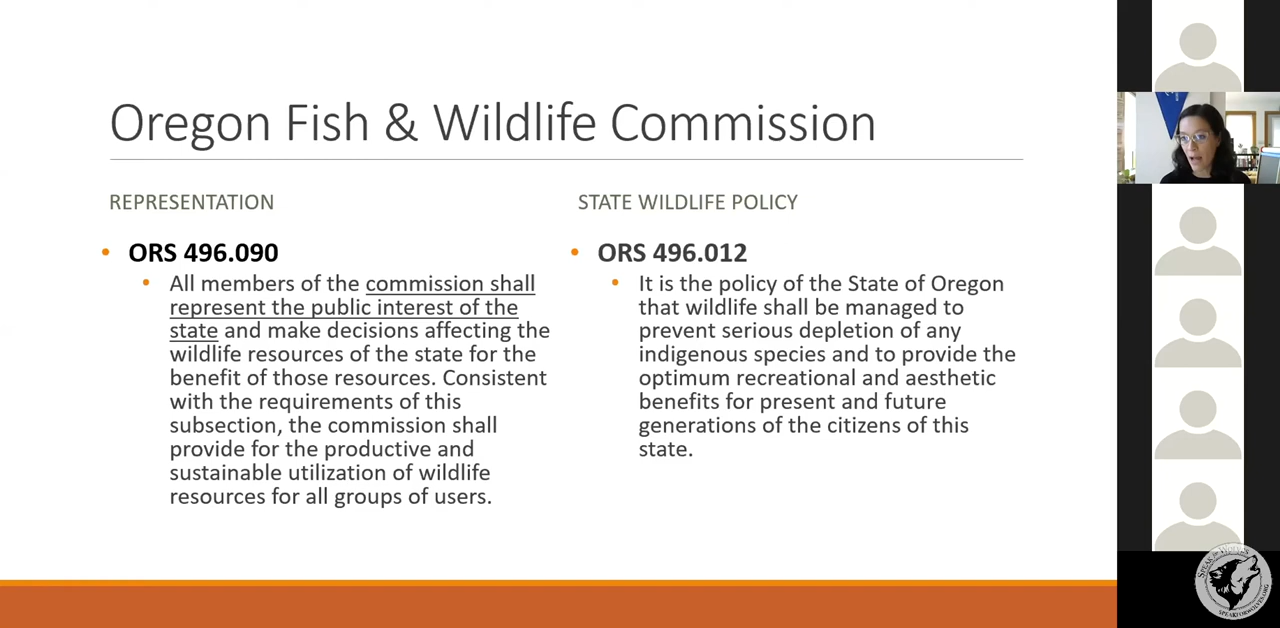 Oregon Fish & Wildlife Commission
REPRESENTATION
• ORS 496.090
• All members of the commission shall
represent the public interest of the
state and make decisions affecting the
wildlife resources of the state for the
benefit of those resources. Consistent
with the requirements of this
subsection, the commission shall
provide for the productive and
sustainable utilization of wildlife
resources for all groups of users.
STATE WILDLIFE POLICY
• ORS 496.012
• It is the policy of the State of Oregon
that wildlife shall be managed to
prevent serious depletion of any
indigenous species and to provide the
optimum recreational and aesthetic
benefits for present and future
generations of the citizens of this
state.
SPEAK for WOLVES
SPEAKFORWOLVES.ORG